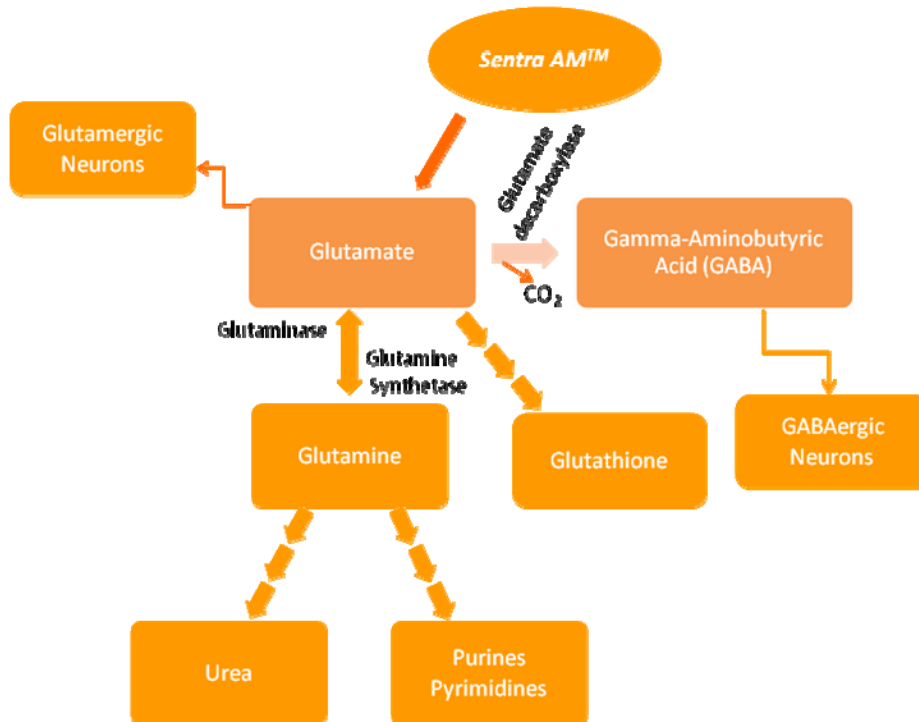 Sentra AM™
Glutamergic
Neurons
Glutamate
decarboxylase
Glutamate
Gamma-Aminobutyric
Acid (GABA)
CO₂
Glutaminase
Glutamine
Synthetase
Glutamine
Glutathione
GABAergic
Neurons
Urea
Purines
Pyrimidines